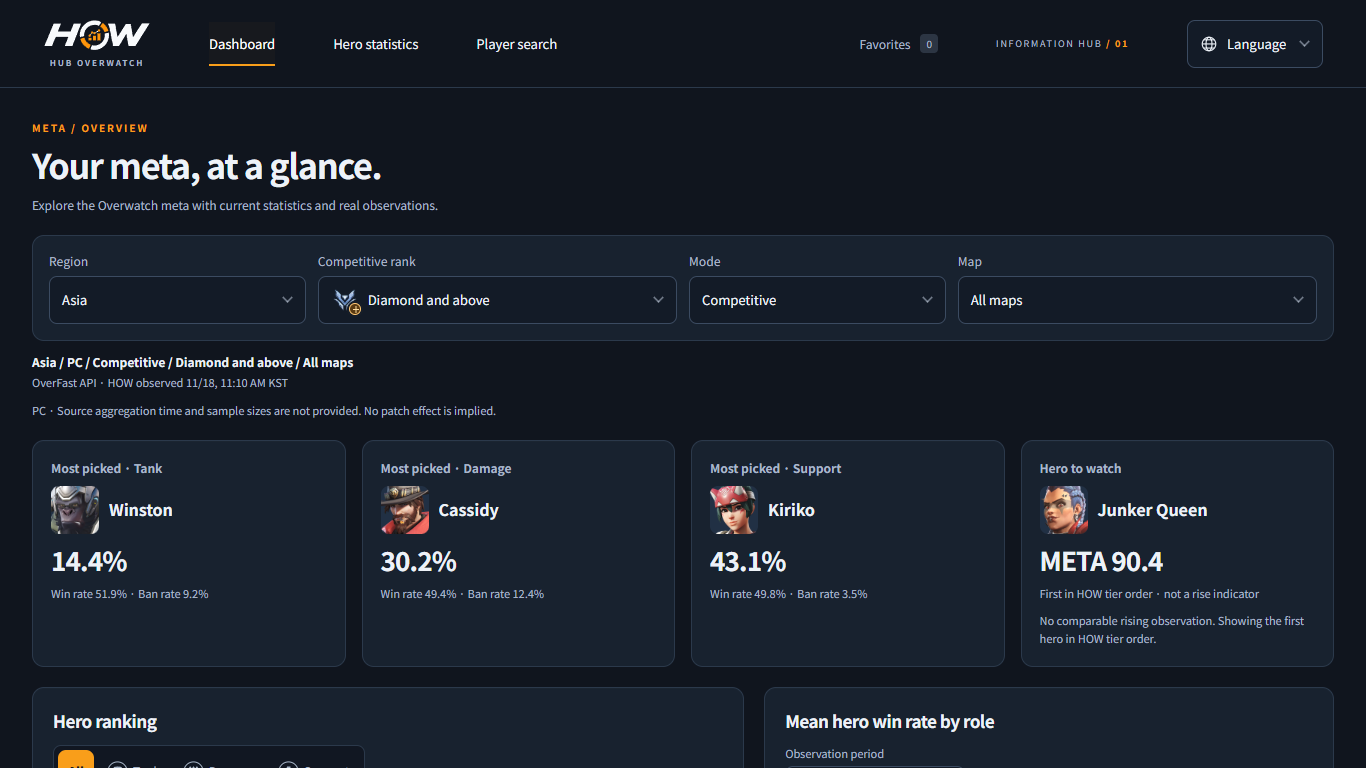 HOW
HUB OVERWATCH
Dashboard
Hero statistics
Player search
Favorites 0
INFORMATION HUB / 01
Language
META / OVERVIEW
Your meta, at a glance.
Explore the Overwatch meta with current statistics and real observations.
Region
Asia
Competitive rank
Diamond and above
Mode
Competitive
Map
All maps
Asia / PC / Competitive / Diamond and above / All maps
OverFast API · HOW observed 11/18, 11:10 AM KST
PC · Source aggregation time and sample sizes are not provided. No patch effect is implied.
Most picked · Tank
Winston
14.4%
Win rate 51.9% · Ban rate 9.2%
Most picked · Damage
Cassidy
30.2%
Win rate 49.4% · Ban rate 12.4%
Most picked · Support
Kiriko
43.1%
Win rate 49.8% · Ban rate 3.5%
Hero to watch
Junker Queen
META 90.4
First in HOW tier order · not a rise indicator
No comparable rising observation. Showing the first
hero in HOW tier order.
Hero ranking
Mean hero win rate by role
Observation period